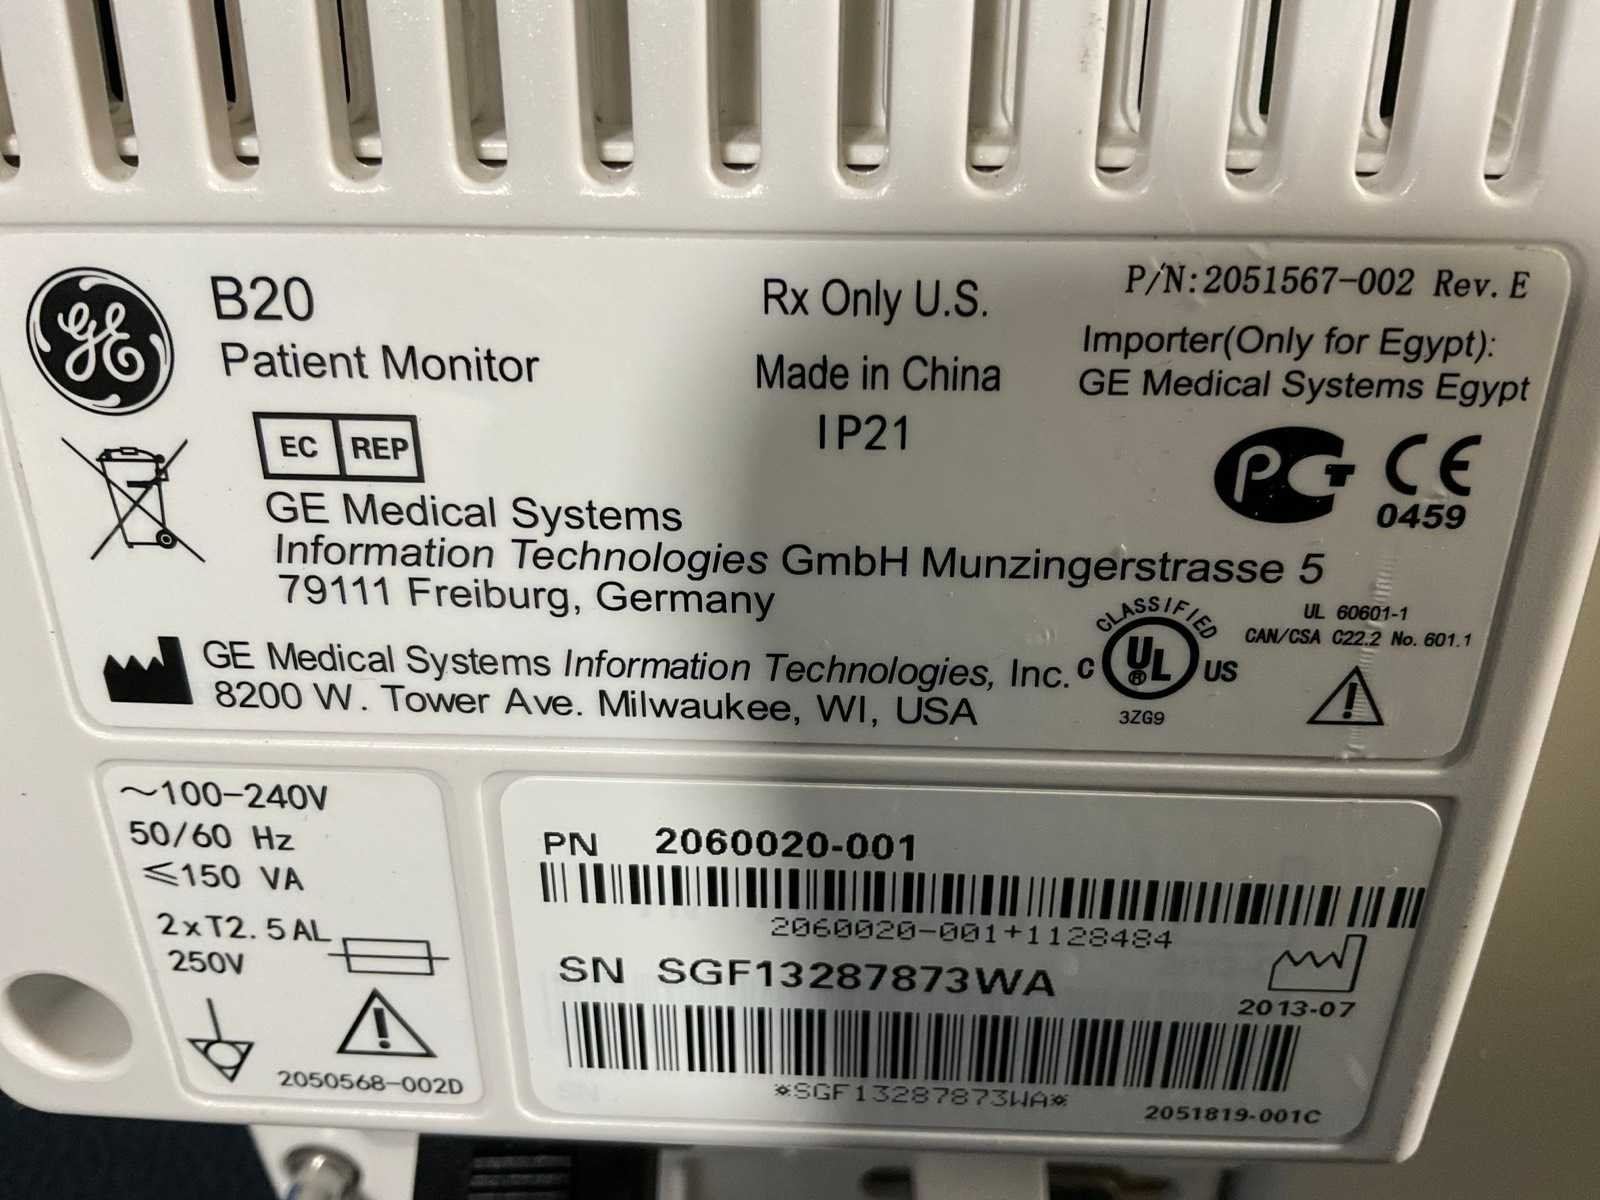 GE
B20
Patient Monitor
Rx Only U.S.
Made in China
IP21
P/N:2051567-002 Rev. E
Importer(Only for Egypt):
GE Medical Systems Egypt
EC REP
GE Medical Systems
Information Technologies GmbH Munzingerstrasse 5
79111 Freiburg, Germany
PCT CE
0459
GE Medical Systems Information Technologies, Inc.
8200 W. Tower Ave. Milwaukee, WI, USA
CLASSIFIED
C UL ® US
3ZG9
UL 60601-1
CAN/CSA C22.2 No. 601.1
~100-240V
50/60 Hz
≤150 VA
2xT2.5AL
250V
2050568-002D
PN 2060020-001
2060020-001+1128484
SN SGF13287873WA
2013-07
SN
*SGF13287873WA*
2051819-001C